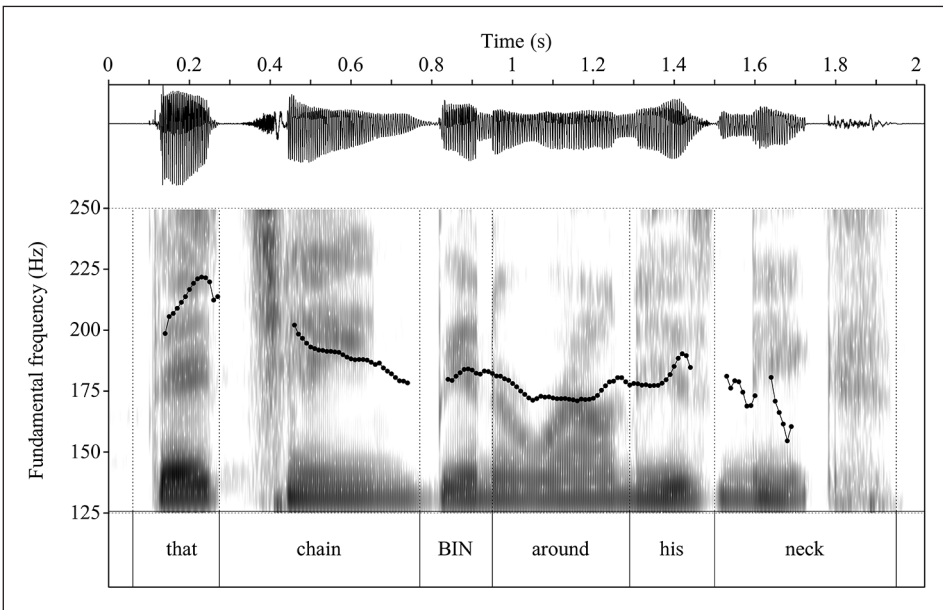 Time (s)
0 0.2 0.4 0.6 0.8 1 1.2 1.4 1.6 1.8 2
Fundamental frequency (Hz)
250
225
200
175
150
125
that chain BIN around his neck